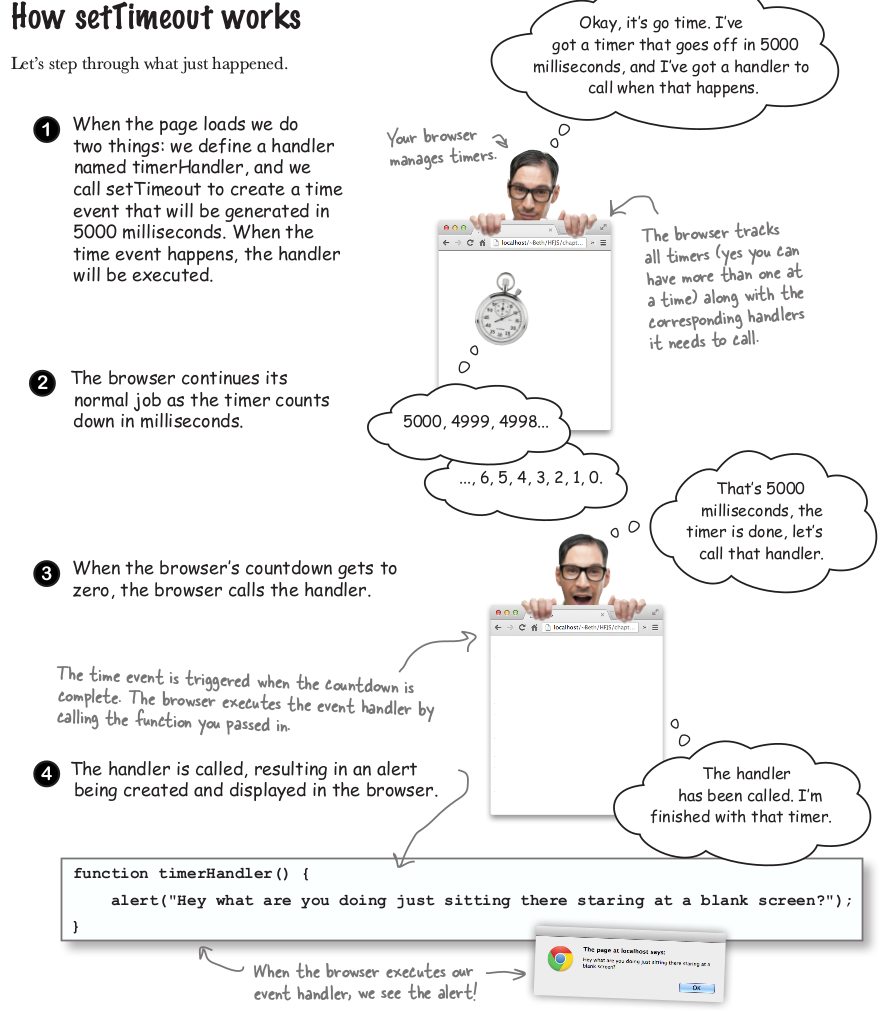 How setTimeout works
Let's step through what just happened.
Okay, it's go time. I've
got a timer that goes off in 5000
milliseconds, and I've got a handler to
call when that happens.
1
When the page loads we do
two things: we define a handler
named timerHandler, and we
call setTimeout to create a time
event that will be generated in
5000 milliseconds. When the
time event happens, the handler
will be executed.
Your browser
manages timers.
localhost/~Beth/HFJS/chapt...
The browser tracks
all timers (yes you can
have more than one at
a time) along with the
corresponding handlers
it needs to call.
2
The browser continues its
normal job as the timer counts
down in milliseconds.
5000, 4999, 4998...
..., 6, 5, 4, 3, 2, 1, 0.
That's 5000
milliseconds, the
timer is done, let's
call that handler.
3
When the browser's countdown gets to
zero, the browser calls the handler.
localhost/~Beth/HFJS/chapt...
The time event is triggered when the countdown is
complete. The browser executes the event handler by
calling the function you passed in.
4
The handler is called, resulting in an alert
being created and displayed in the browser.
The handler
has been called. I'm
finished with that timer.
function timerHandler() {
alert("Hey what are you doing just sitting there staring at a blank screen?");
}
When the browser executes our
event handler, we see the alert!
The page at localhost says:
Hey what are you doing just sitting there staring at a
blank screen?
OK